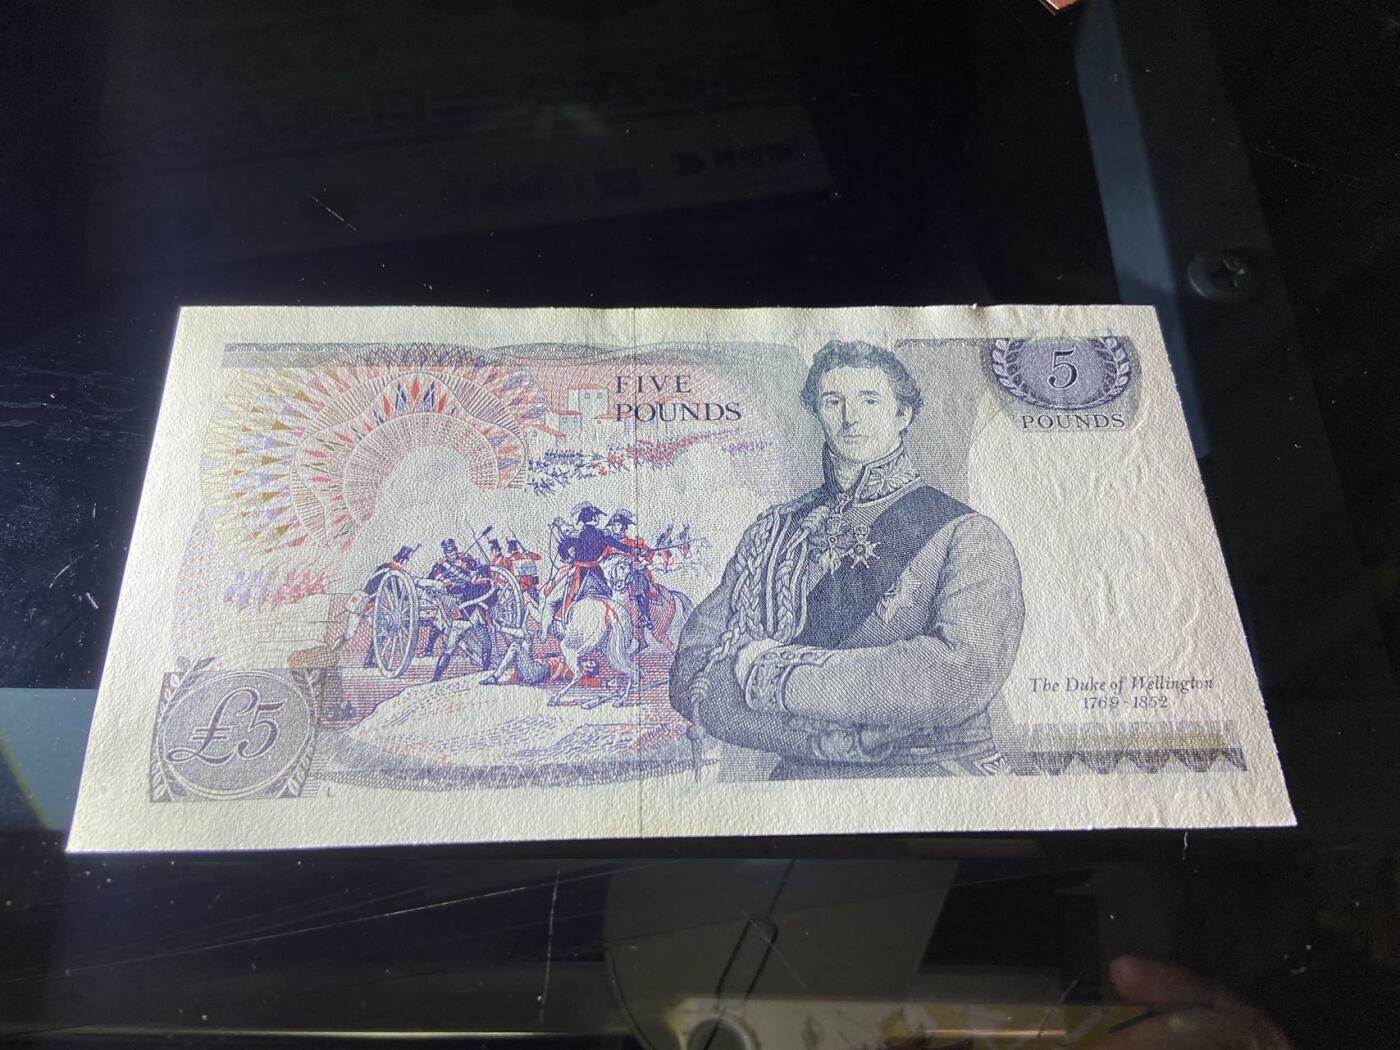 FIVE
POUNDS
5
POUNDS
£5
The Duke of Wellington
1769 - 1852
L